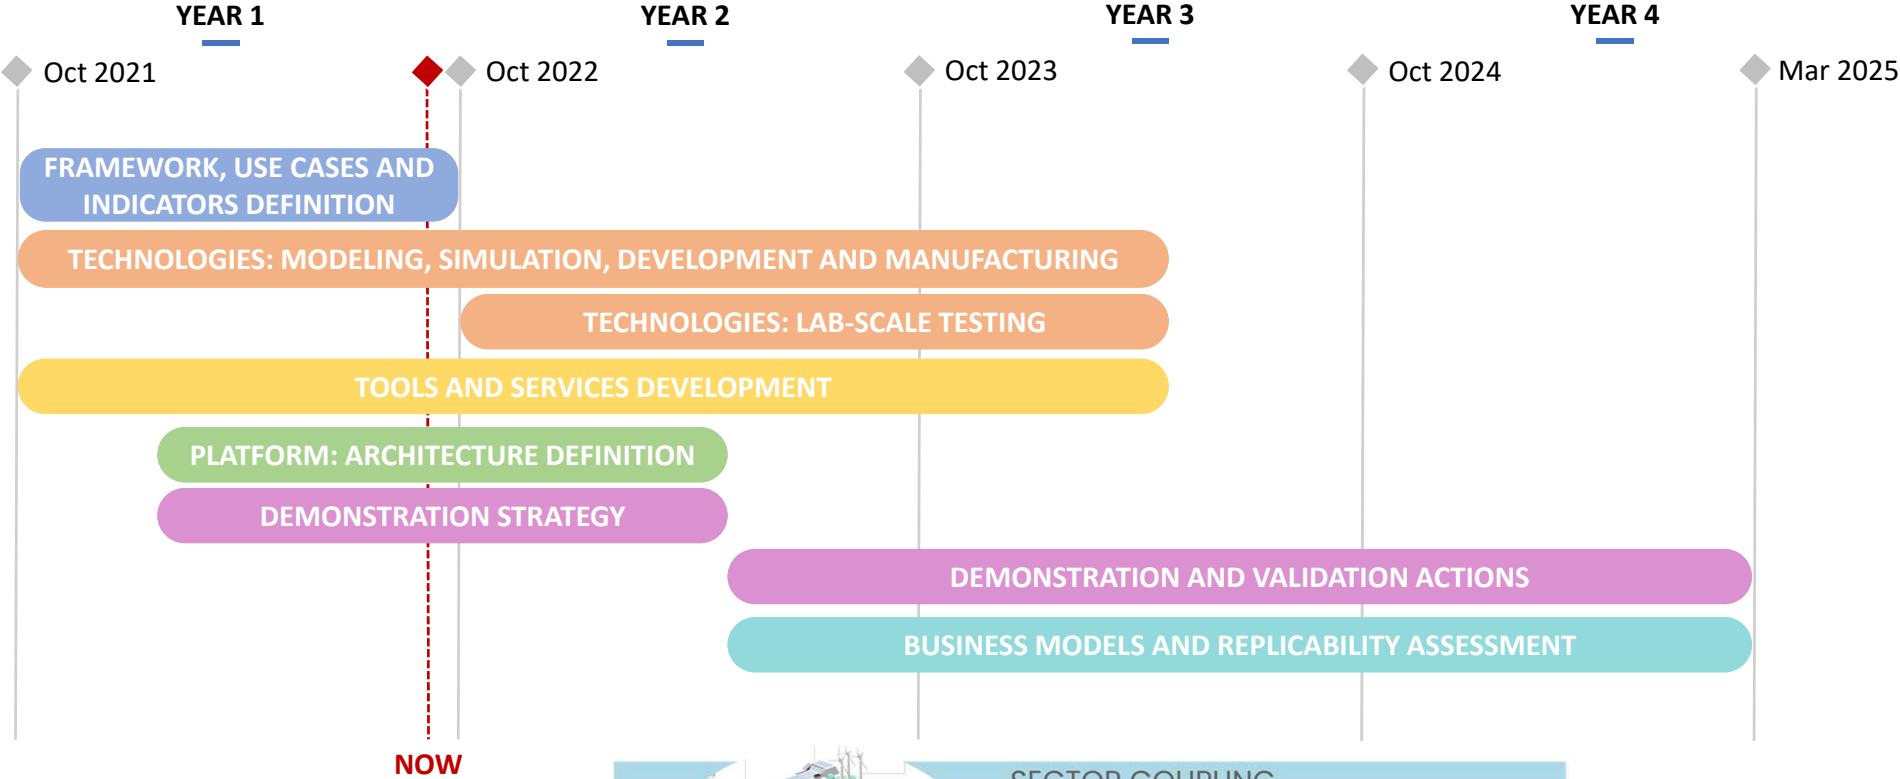 YEAR 1
YEAR 2
YEAR 3
YEAR 4
Oct 2021
Oct 2022
Oct 2023
Oct 2024
Mar 2025
FRAMEWORK, USE CASES AND
INDICATORS DEFINITION
TECHNOLOGIES: MODELING, SIMULATION, DEVELOPMENT AND MANUFACTURING
TECHNOLOGIES: LAB-SCALE TESTING
TOOLS AND SERVICES DEVELOPMENT
PLATFORM: ARCHITECTURE DEFINITION
DEMONSTRATION STRATEGY
DEMONSTRATION AND VALIDATION ACTIONS
BUSINESS MODELS AND REPLICABILITY ASSESSMENT
NOW
SECTOR COUPLING